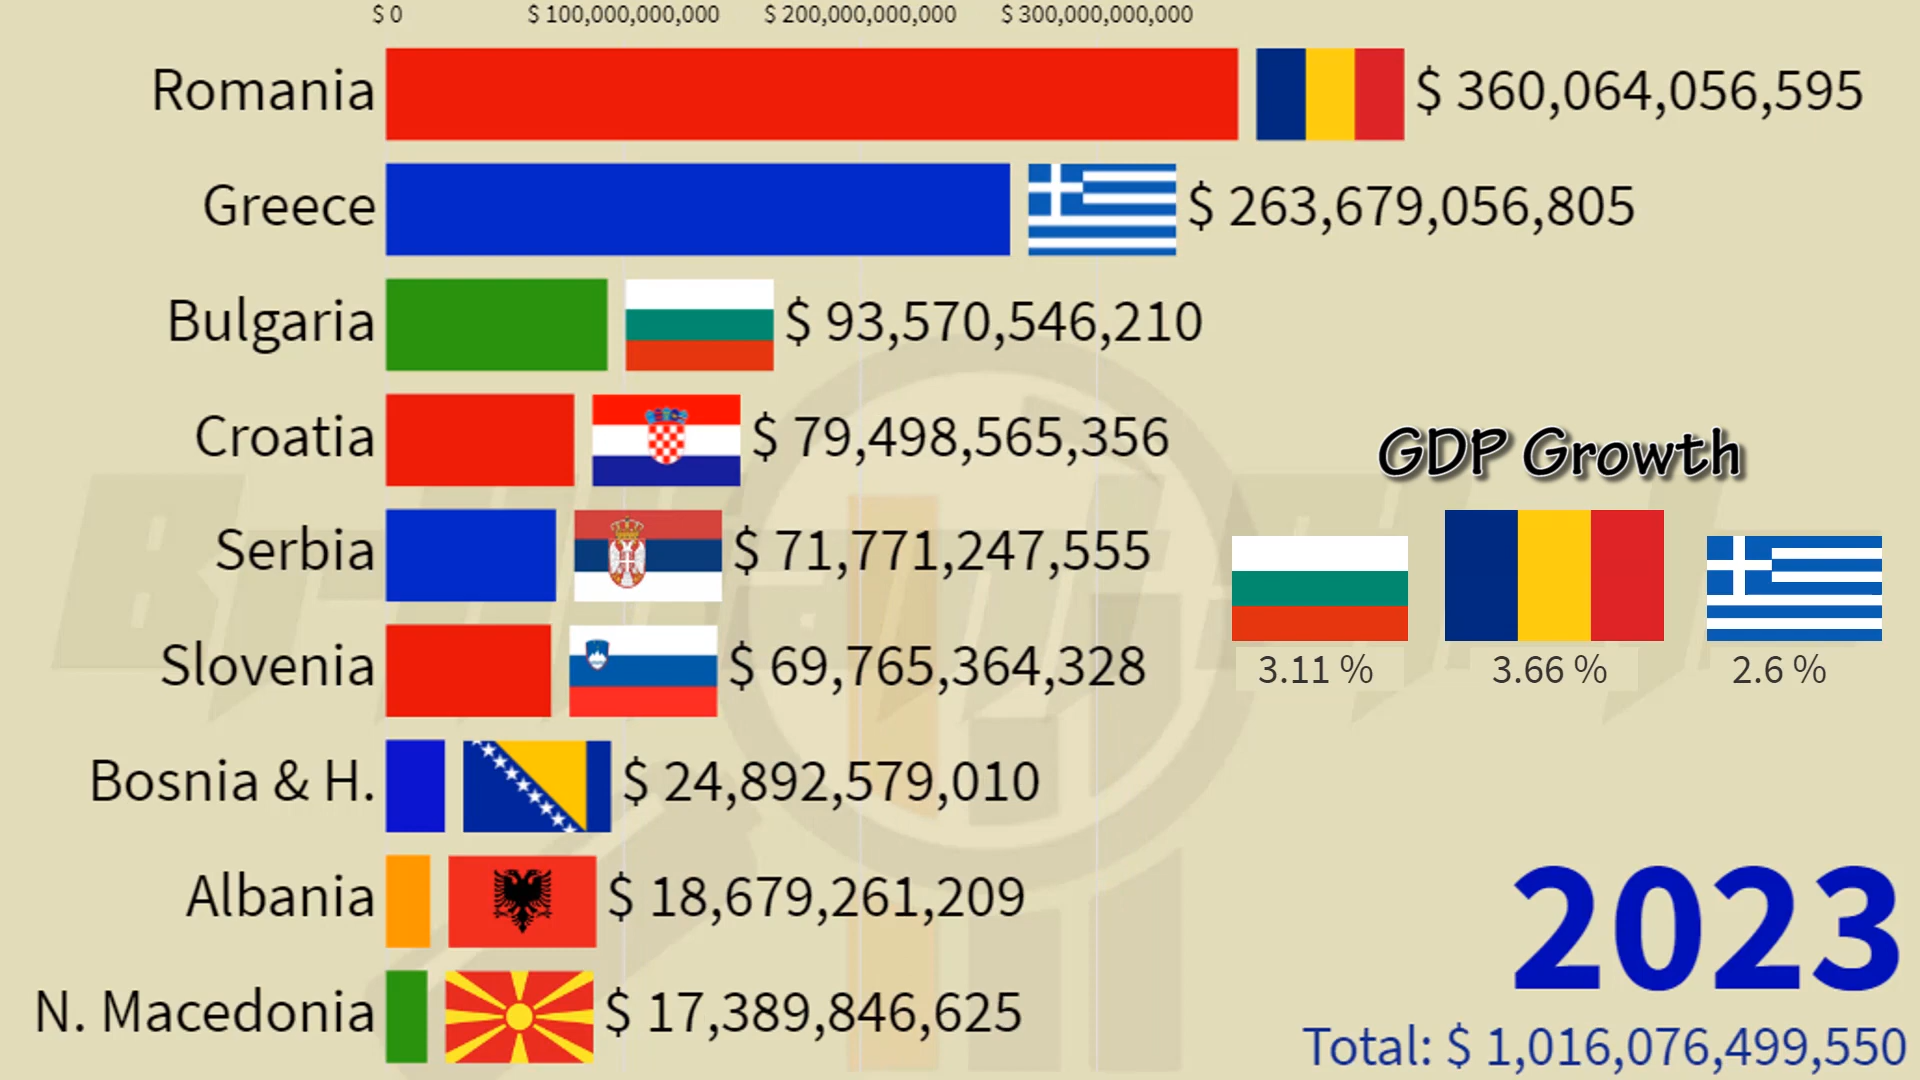 $ 0 $ 100,000,000,000 $ 200,000,000,000 $ 300,000,000,000
Romania $ 360,064,056,595
Greece $ 263,679,056,805
Bulgaria $ 93,570,546,210
Croatia $ 79,498,565,356
GDP Growth
Serbia $ 71,771,247,555
Slovenia $ 69,765,364,328
3.11 % 3.66 % 2.6 %
Bosnia & H. $ 24,892,579,010
Albania $ 18,679,261,209
2023
N. Macedonia $ 17,389,846,625
Total: $ 1,016,076,499,550